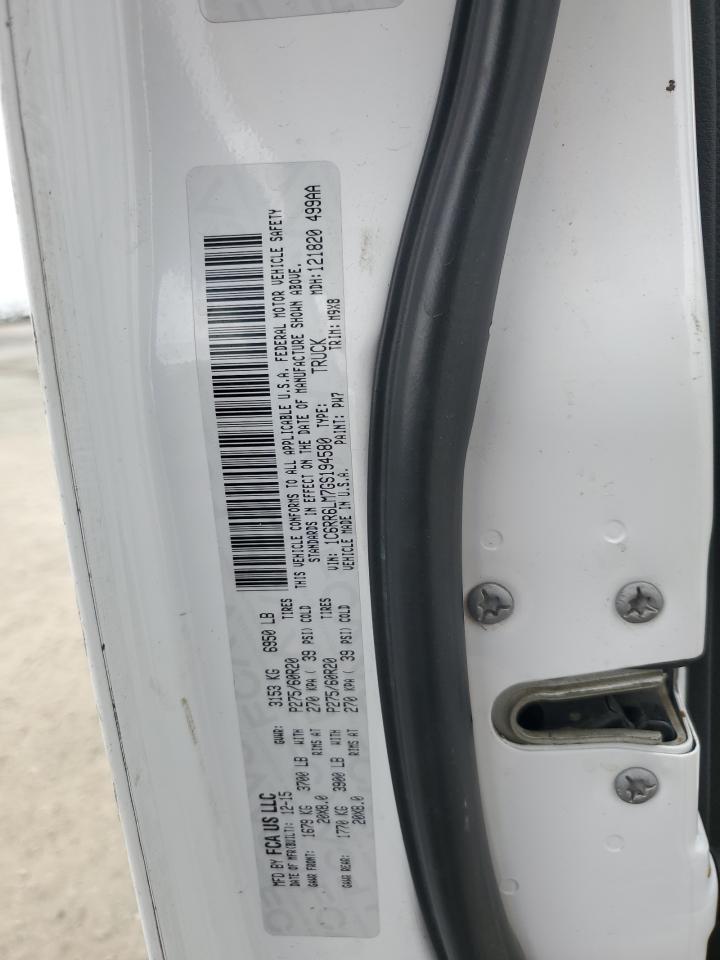 MFD BY FCA US LLC
DATE OF MFR(BUILT): 12-15 GVWR: 3153 KG 6950 LB
GAWR FRONT: 1679 KG 3700 LB WITH P275/60R20 TIRES
20X8.0 RIMS AT 270 KPA ( 39 PSI) COLD
GAWR REAR: 1770 KG 3900 LB WITH P275/60R20 TIRES
20X8.0 RIMS AT 270 KPA ( 39 PSI) COLD
THIS VEHICLE CONFORMS TO ALL APPLICABLE U.S.A. FEDERAL MOTOR VEHICLE SAFETY
STANDARDS IN EFFECT ON THE DATE OF MANUFACTURE SHOWN ABOVE.
VIN: 1C6RR6LM7GS194580 TYPE: TRUCK MDH: 121820 499AA
VEHICLE MADE IN U.S.A. PAINT: PW7 TRIM: M9X8